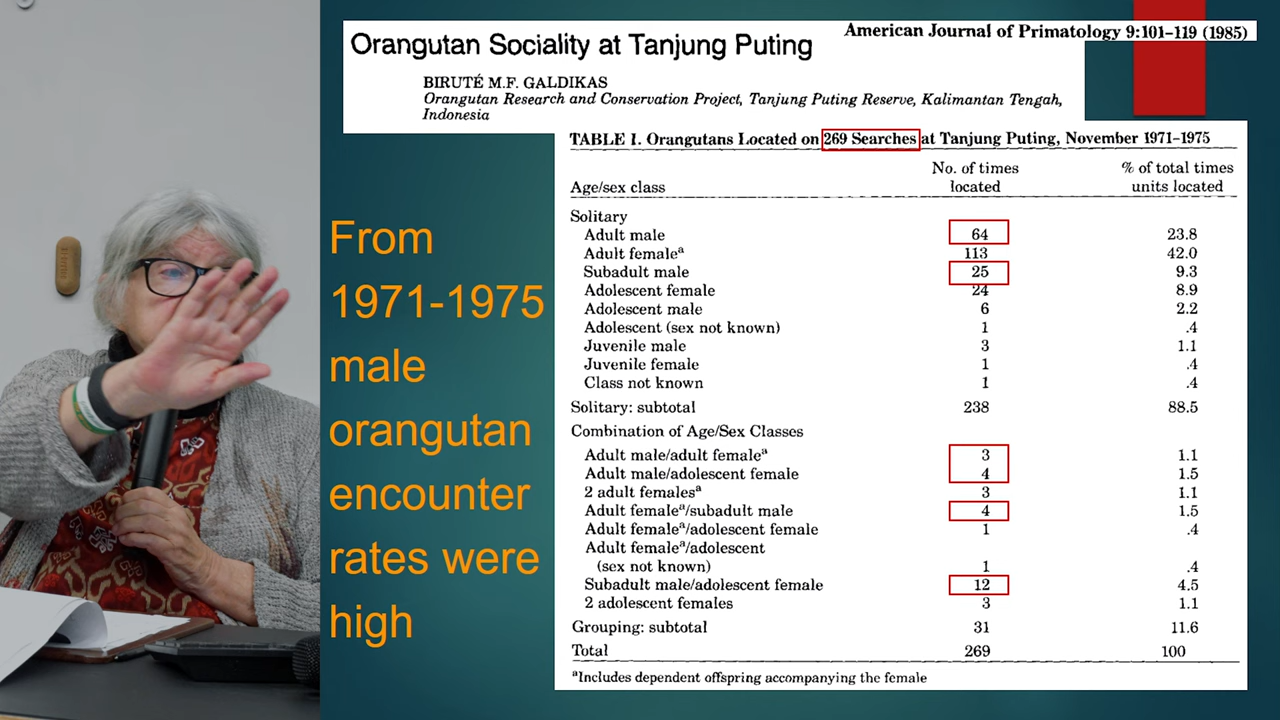 Orangutan Sociality at Tanjung Puting
American Journal of Primatology 9:101–119 (1985)
BIRUTÉ M.F. GALDIKAS
Orangutan Research and Conservation Project, Tanjung Puting Reserve, Kalimantan Tengah,
Indonesia
From
1971-1975
male
orangutan
encounter
rates were
high
TABLE I. Orangutans Located on 269 Searches at Tanjung Puting, November 1971–1975
Age/sex class No. of times located % of total times units located
Solitary
Adult male 64 23.8
Adult femaleᵃ 113 42.0
Subadult male 25 9.3
Adolescent female 24 8.9
Adolescent male 6 2.2
Adolescent (sex not known) 1 .4
Juvenile male 3 1.1
Juvenile female 1 .4
Class not known 1 .4
Solitary: subtotal 238 88.5
Combination of Age/Sex Classes
Adult male/adult femaleᵃ 3 1.1
Adult male/adolescent female 4 1.5
2 adult femalesᵃ 3 1.1
Adult femaleᵃ/subadult male 4 1.5
Adult femaleᵃ/adolescent female 1 .4
Adult femaleᵃ/adolescent
(sex not known) 1 .4
Subadult male/adolescent female 12 4.5
2 adolescent females 3 1.1
Grouping: subtotal 31 11.6
Total 269 100
ᵃIncludes dependent offspring accompanying the female